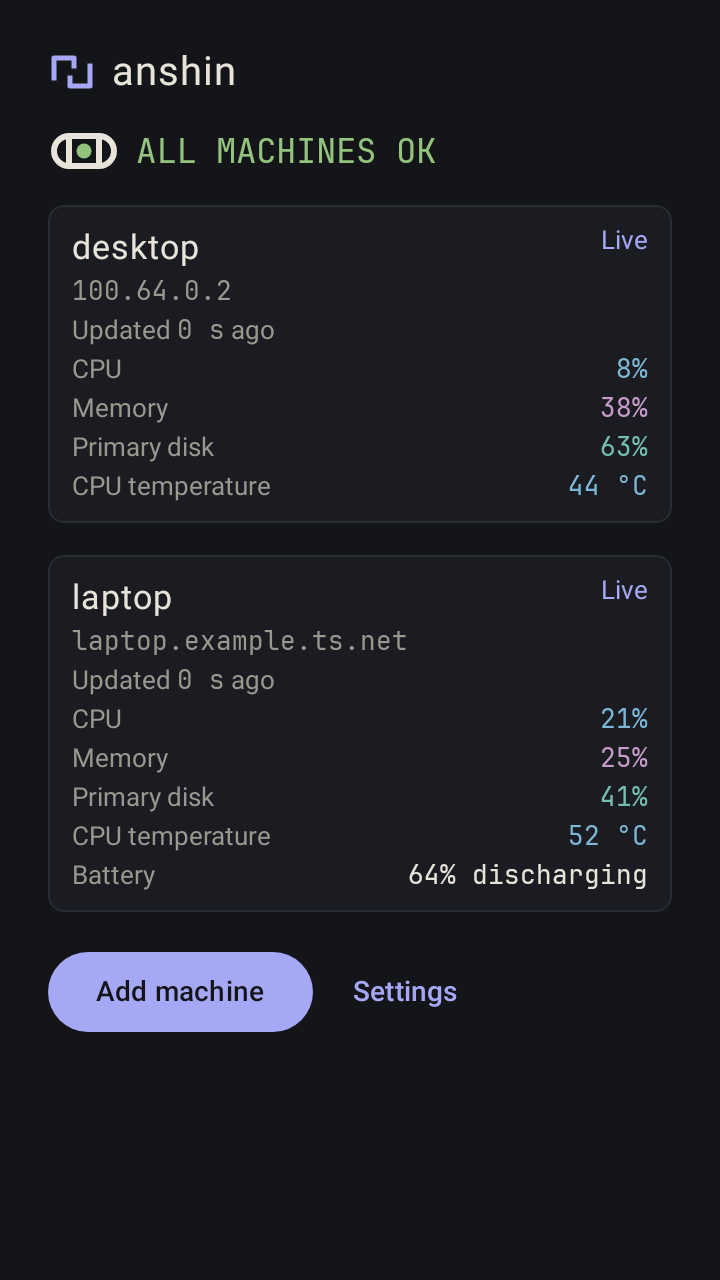 anshin
ALL MACHINES OK
desktop
Live
100.64.0.2
Updated 0 s ago
CPU 8%
Memory 38%
Primary disk 63%
CPU temperature 44 °C
laptop
Live
laptop.example.ts.net
Updated 0 s ago
CPU 21%
Memory 25%
Primary disk 41%
CPU temperature 52 °C
Battery 64% discharging
Add machine
Settings